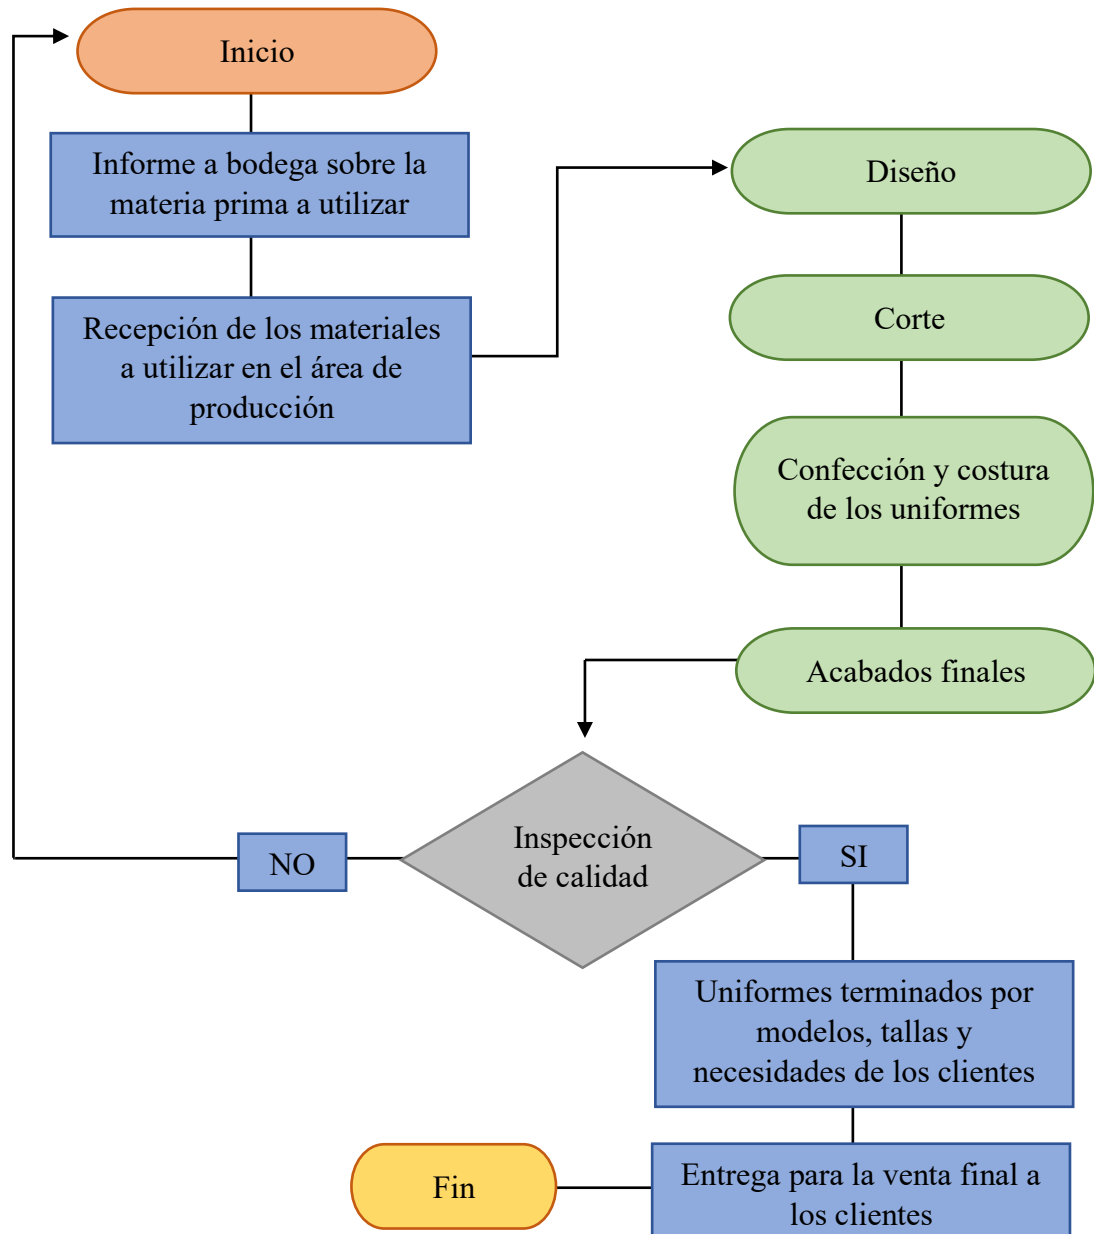 Inicio
Informe a bodega sobre la
materia prima a utilizar
Recepción de los materiales
a utilizar en el área de
producción
Diseño
Corte
Confección y costura
de los uniformes
Acabados finales
Inspección
de calidad
NO
SI
Uniformes terminados por
modelos, tallas y
necesidades de los clientes
Entrega para la venta final a
los clientes
Fin